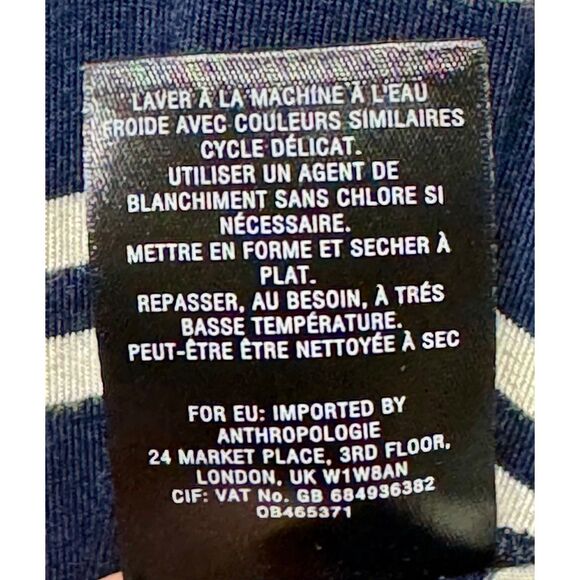 LAVER À LA MACHINE À L'EAU
FROIDE AVEC COULEURS SIMILAIRES
CYCLE DÉLICAT.
UTILISER UN AGENT DE
BLANCHIMENT SANS CHLORE SI
NÉCESSAIRE.
METTRE EN FORME ET SECHER À
PLAT.
REPASSER, AU BESOIN, À TRÉS
BASSE TEMPÉRATURE.
PEUT-ÊTRE ÊTRE NETTOYÉE À SEC
FOR EU: IMPORTED BY
ANTHROPOLOGIE
24 MARKET PLACE, 3RD FLOOR,
LONDON, UK W1W8AN
CIF: VAT No. GB 684936382
OB465371